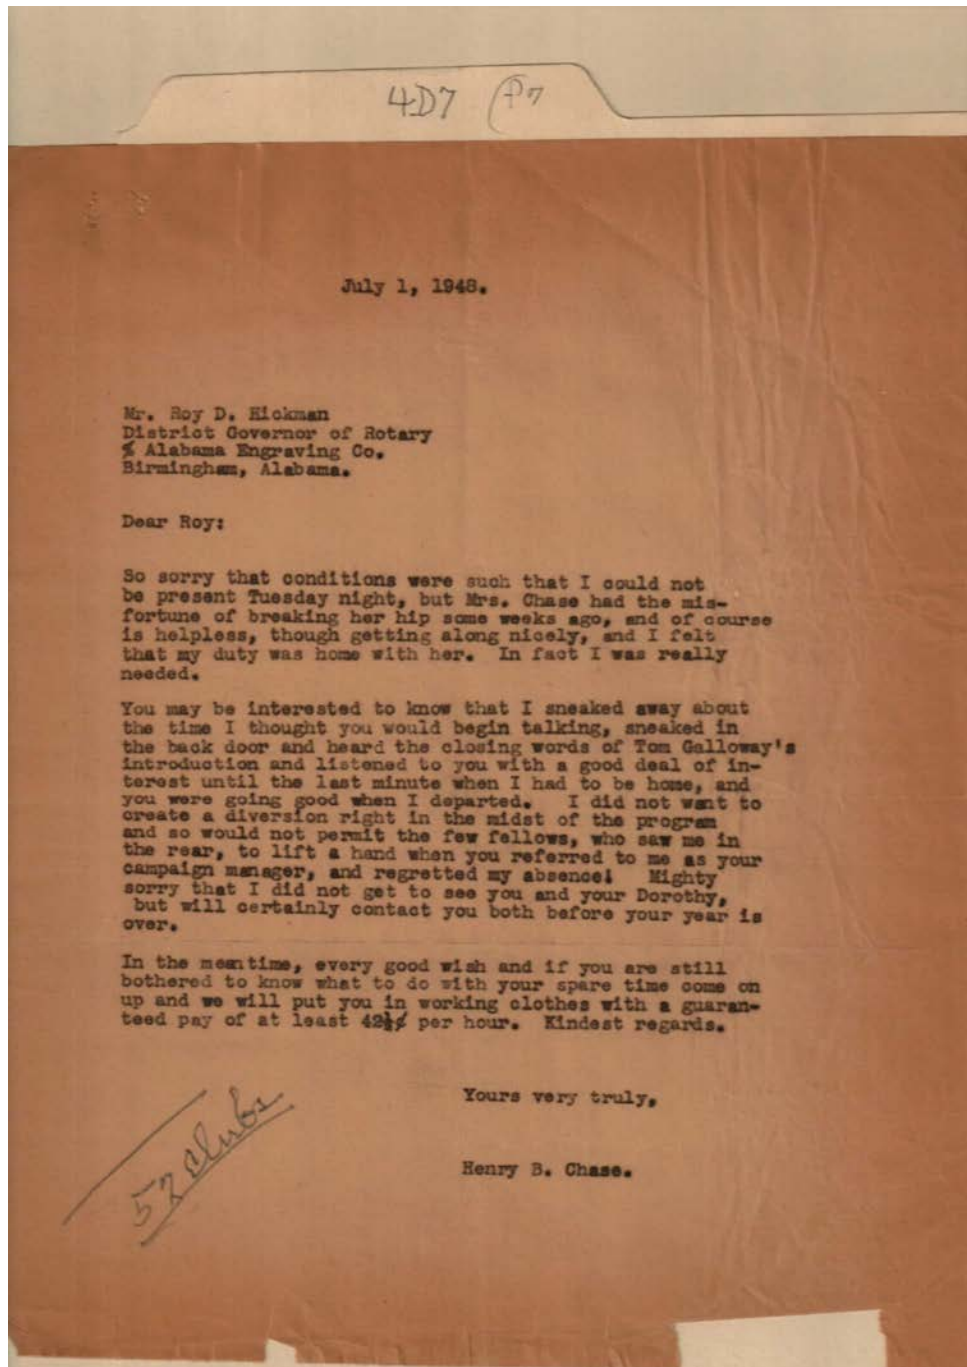 4D7 (P7
July 1, 1948.
Mr. Roy D. Hickman
District Governor of Rotary
% Alabama Engraving Co.
Birmingham, Alabama.
Dear Roy:
So sorry that conditions were such that I could not
be present Tuesday night, but Mrs. Chase had the mis-
fortune of breaking her hip some weeks ago, and of course
is helpless, though getting along nicely, and I felt
that my duty was home with her. In fact I was really
needed.
You may be interested to know that I sneaked away about
the time I thought you would begin talking, sneaked in
the back door and heard the closing words of Tom Galloway's
introduction and listened to you with a good deal of in-
terest until the last minute when I had to be home, and
you were going good when I departed. I did not want to
create a diversion right in the midst of the program
and so would not permit the few fellows, who saw me in
the rear, to lift a hand when you referred to me as your
campaign manager, and regretted my absence! Mighty
sorry that I did not get to see you and your Dorothy,
but will certainly contact you both before your year is
over.
In the meantime, every good wish and if you are still
bothered to know what to do with your spare time come on
up and we will put you in working clothes with a guaran-
teed pay of at least 42½¢ per hour. Kindest regards.
Yours very truly,
Henry B. Chase.
52 clubs